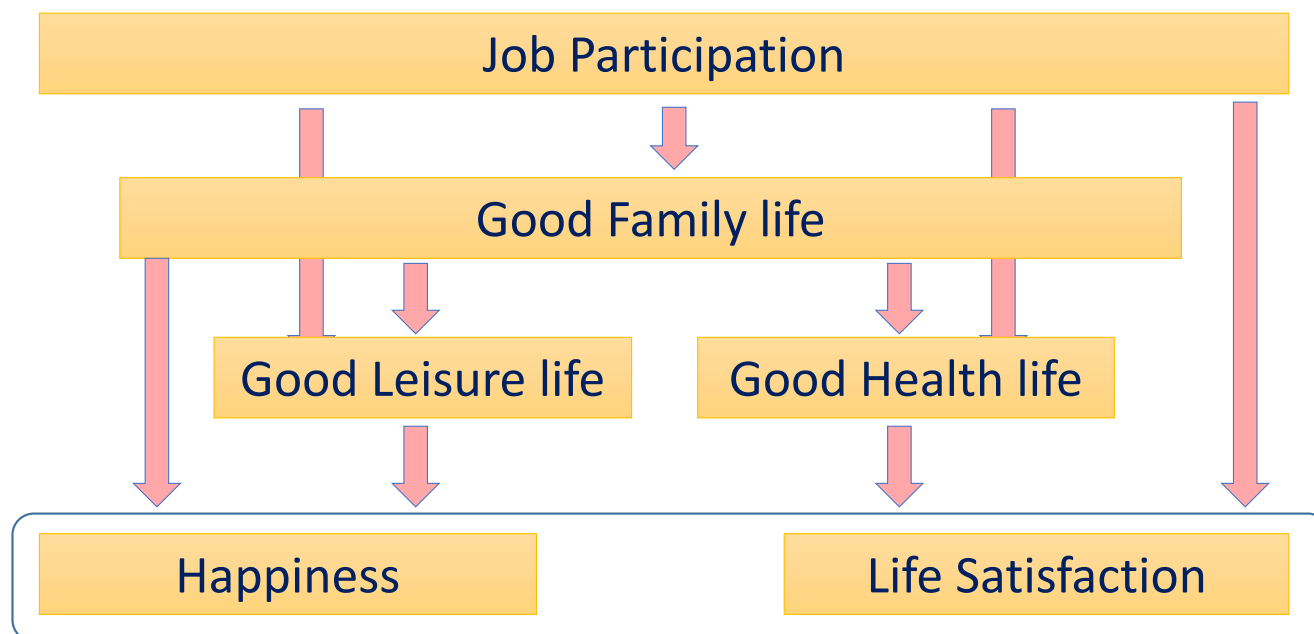 Job Participation
Good Family life
Good Leisure life
Good Health life
Happiness
Life Satisfaction